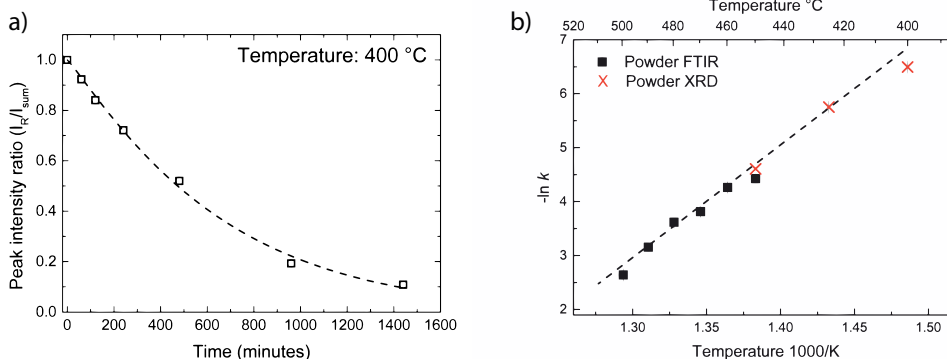 a)
Temperature: 400 °C
Peak intensity ratio (I_R/I_sum)
1.0
0.8
0.6
0.4
0.2
0.0
0 200 400 600 800 1000 1200 1400 1600
Time (minutes)
b)
Temperature °C
520 500 480 460 440 420 400
Powder FTIR
Powder XRD
-ln k
7
6
5
4
3
2
1.30 1.35 1.40 1.45 1.50
Temperature 1000/K